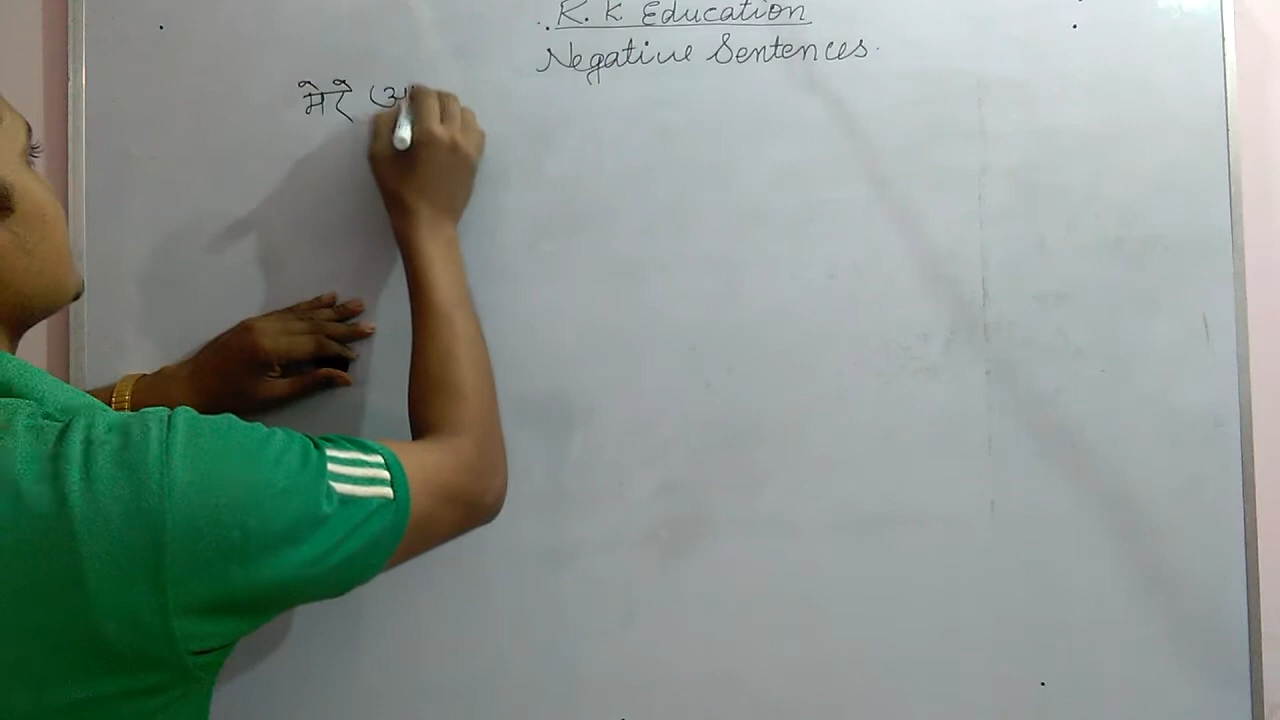 R. K Education
Negative Sentences.
मेरे